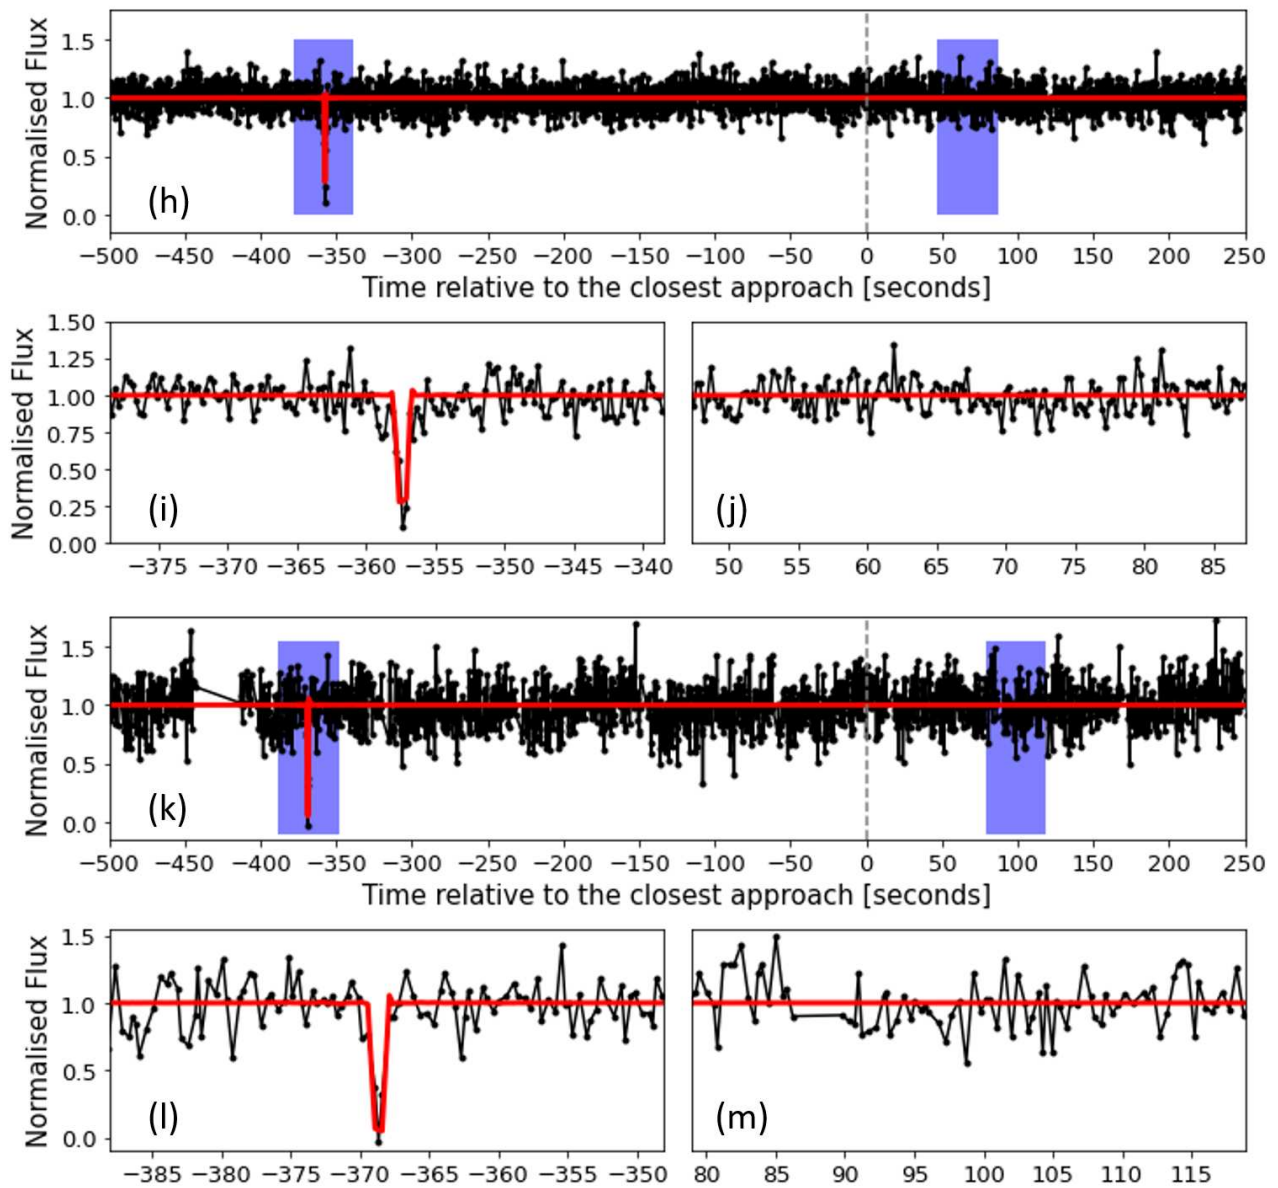 Normalised Flux
1.5
1.0
0.5
0.0
(h)
−500 −450 −400 −350 −300 −250 −200 −150 −100 −50 0 50 100 150 200 250
Time relative to the closest approach [seconds]
Normalised Flux
1.50
1.25
1.00
0.75
0.50
0.25
0.00
(i)
(j)
−375 −370 −365 −360 −355 −350 −345 −340
50 55 60 65 70 75 80 85
Normalised Flux
1.5
1.0
0.5
0.0
(k)
−500 −450 −400 −350 −300 −250 −200 −150 −100 −50 0 50 100 150 200 250
Time relative to the closest approach [seconds]
Normalised Flux
1.5
1.0
0.5
0.0
(l)
(m)
−385 −380 −375 −370 −365 −360 −355 −350
80 85 90 95 100 105 110 115